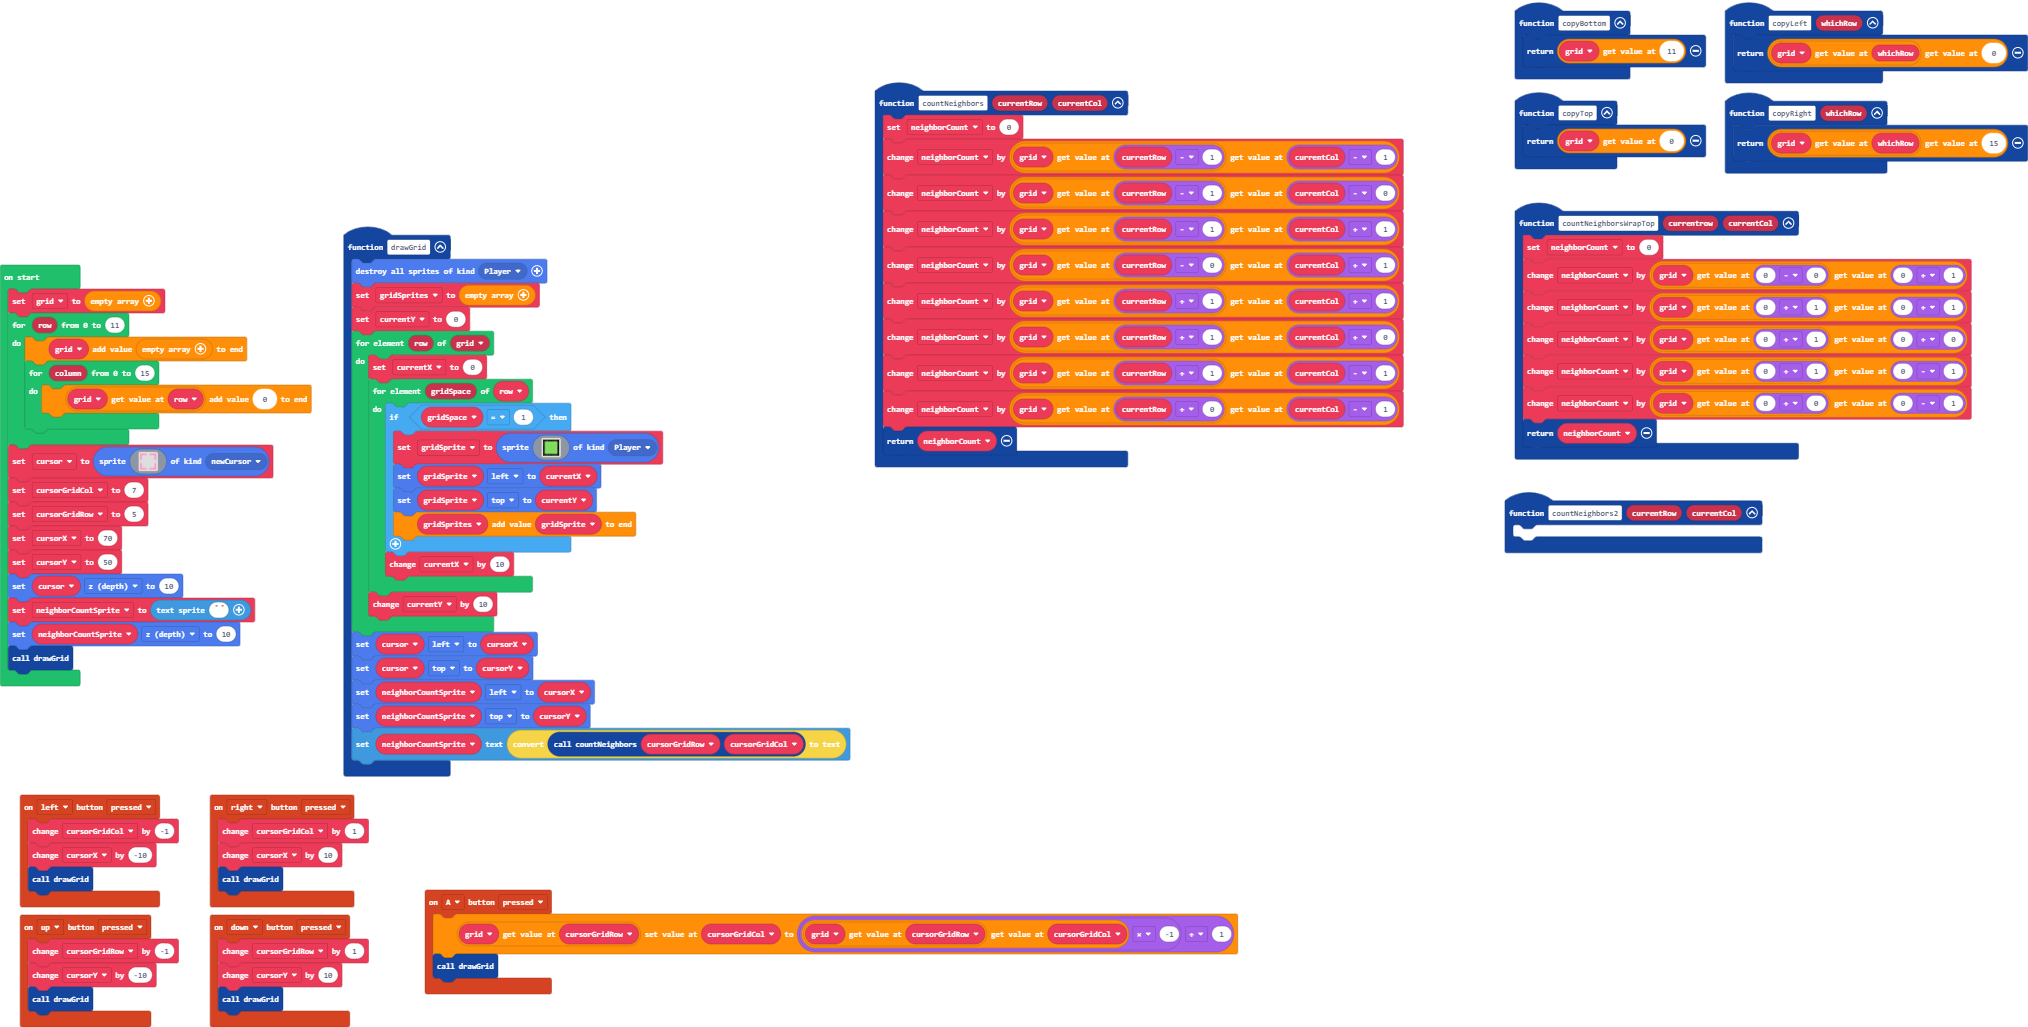 on start
set grid to empty array
for row from 0 to 11
do grid add value empty array to end
for column from 0 to 15
do grid get value at row add value 0 to end
set cursor to sprite of kind newCursor
set cursorGridCol to 7
set cursorGridRow to 5
set cursorX to 70
set cursorY to 50
set cursor z (depth) to 10
set neighborCountSprite to text sprite " "
set neighborCountSprite z (depth) to 10
call drawGrid
function drawGrid
destroy all sprites of kind Player
set gridSprites to empty array
set currentY to 0
for element row of grid
do set currentX to 0
for element gridSpace of row
do if gridSpace = 1 then
set gridSprite to sprite of kind Player
set gridSprite left to currentX
set gridSprite top to currentY
gridSprites add value gridSprite to end
change currentX by 10
change currentY by 10
set cursor left to cursorX
set cursor top to cursorY
set neighborCountSprite left to cursorX
set neighborCountSprite top to cursorY
set neighborCountSprite text convert call countNeighbors cursorGridRow cursorGridCol to text
function countNeighbors currentRow currentCol
set neighborCount to 0
change neighborCount by grid get value at currentRow - 1 get value at currentCol - 1
change neighborCount by grid get value at currentRow - 1 get value at currentCol - 0
change neighborCount by grid get value at currentRow - 1 get value at currentCol + 1
change neighborCount by grid get value at currentRow - 0 get value at currentCol + 1
change neighborCount by grid get value at currentRow + 1 get value at currentCol + 1
change neighborCount by grid get value at currentRow + 1 get value at currentCol + 0
change neighborCount by grid get value at currentRow + 1 get value at currentCol - 1
change neighborCount by grid get value at currentRow + 0 get value at currentCol - 1
return neighborCount
function copyBottom
return grid get value at 11
function copyLeft whichRow
return grid get value at whichRow get value at 0
function copyTop
return grid get value at 0
function copyRight whichRow
return grid get value at whichRow get value at 15
function countNeighborsWrapTop currentrow currentCol
set neighborCount to 0
change neighborCount by grid get value at 0 - 0 get value at 0 + 1
change neighborCount by grid get value at 0 + 1 get value at 0 + 1
change neighborCount by grid get value at 0 + 1 get value at 0 + 0
change neighborCount by grid get value at 0 + 1 get value at 0 - 1
change neighborCount by grid get value at 0 + 0 get value at 0 - 1
return neighborCount
function countNeighbors2 currentRow currentCol
on left button pressed
change cursorGridCol by -1
change cursorX by -10
call drawGrid
on right button pressed
change cursorGridCol by 1
change cursorX by 10
call drawGrid
on up button pressed
change cursorGridRow by -1
change cursorY by -10
call drawGrid
on down button pressed
change cursorGridRow by 1
change cursorY by 10
call drawGrid
on A button pressed
grid get value at cursorGridRow set value at cursorGridCol to grid get value at cursorGridRow get value at cursorGridCol × -1 + 1
call drawGrid